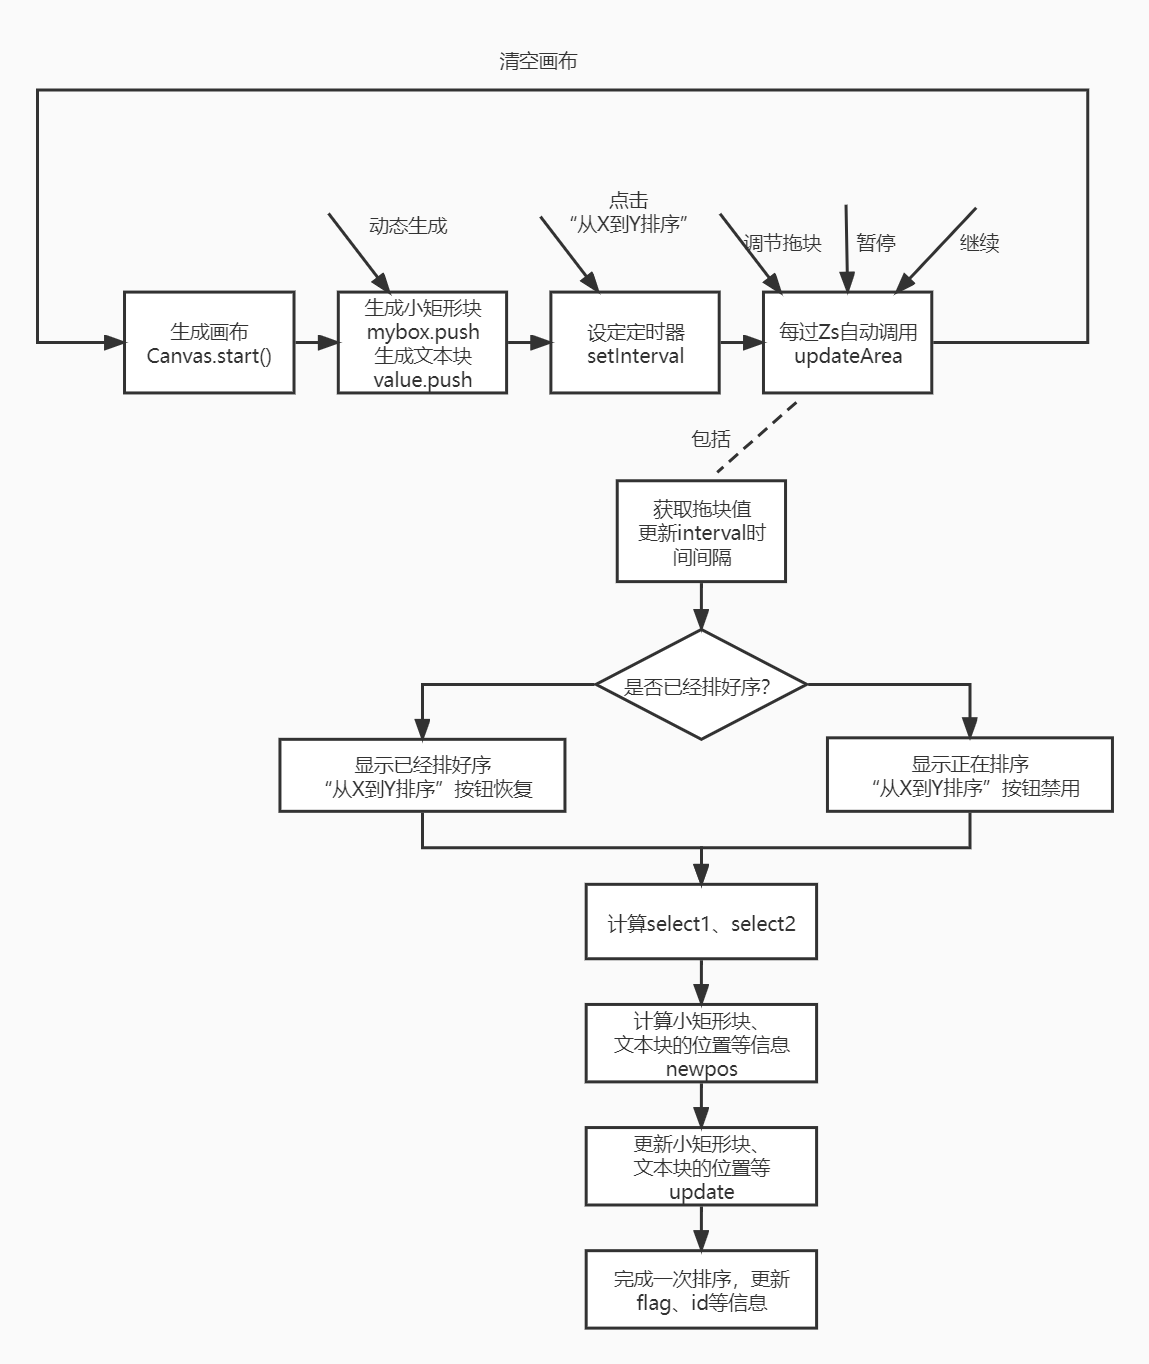 清空画布
动态生成
点击
“从X到Y排序”
调节拖块
暂停
继续
生成画布
Canvas.start()
生成小矩形块
mybox.push
生成文本块
value.push
设定定时器
setInterval
每过Zs自动调用
updateArea
包括
获取拖块值
更新interval时
间间隔
是否已经排好序?
显示已经排好序
“从X到Y排序”按钮恢复
显示正在排序
“从X到Y排序”按钮禁用
计算select1、select2
计算小矩形块、
文本块的位置等信息
newpos
更新小矩形块、
文本块的位置等
update
完成一次排序，更新
flag、id等信息